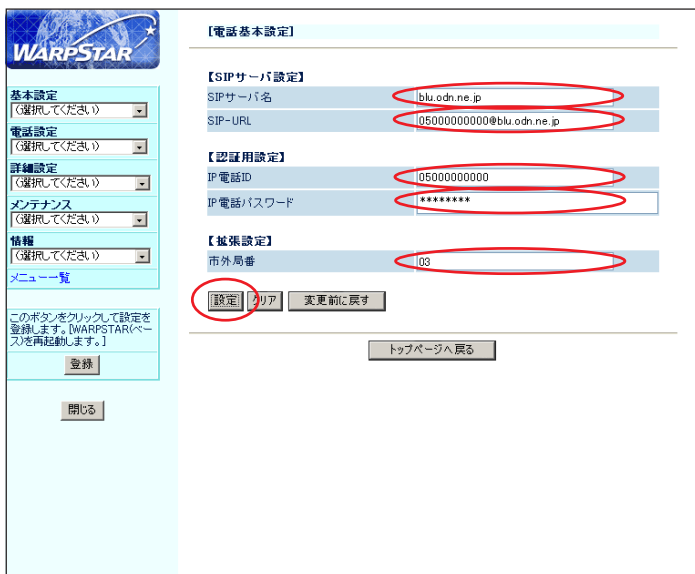 WARPSTAR
基本設定
(選択してください)
電話設定
(選択してください)
詳細設定
(選択してください)
メンテナンス
(選択してください)
情報
(選択してください)
メニュー一覧
このボタンをクリックして設定を
登録します。[WARPSTAR(ベー
ス)を再起動します。]
登録
閉じる
[電話基本設定]
【SIPサーバ設定】
SIPサーバ名 blu.odn.ne.jp
SIP-URL 05000000000@blu.odn.ne.jp
【認証用設定】
IP電話ID 05000000000
IP電話パスワード ********
【拡張設定】
市外局番 03
設定 クリア 変更前に戻す
トップページへ戻る